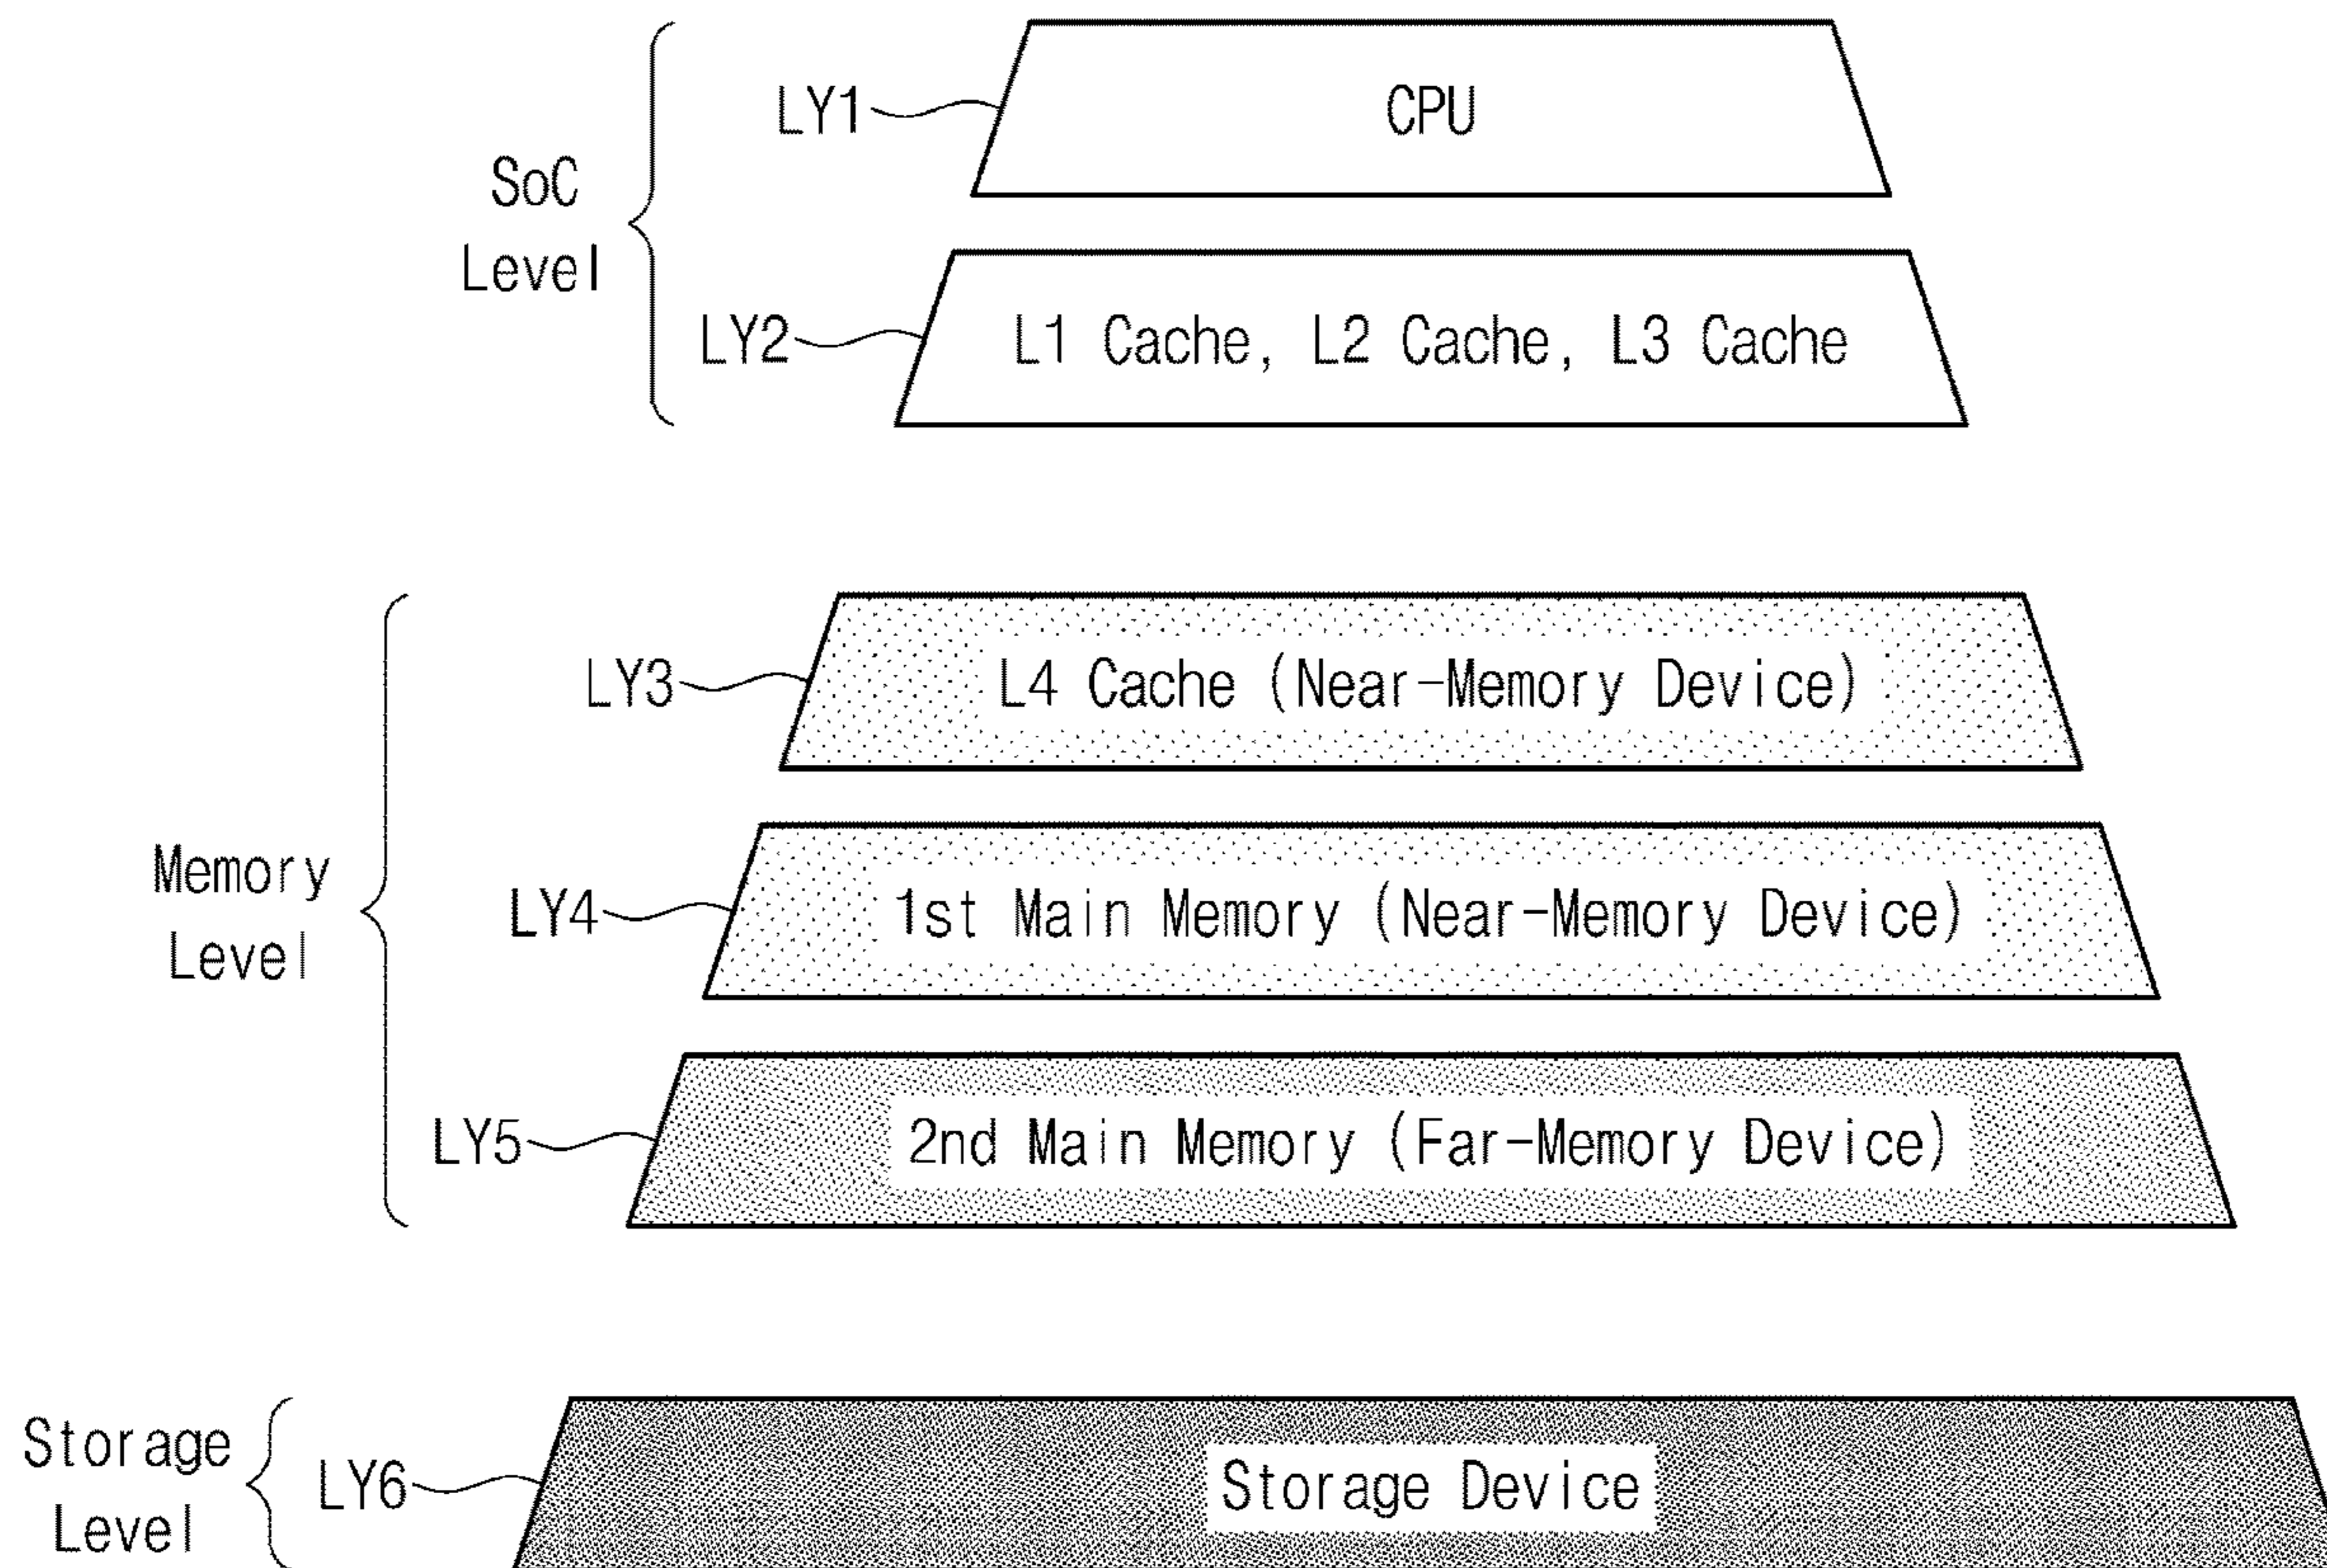 SoC
Level
LY1
CPU
LY2
L1 Cache, L2 Cache, L3 Cache
Memory
Level
LY3
L4 Cache (Near-Memory Device)
LY4
1st Main Memory (Near-Memory Device)
LY5
2nd Main Memory (Far-Memory Device)
Storage
Level
LY6
Storage Device